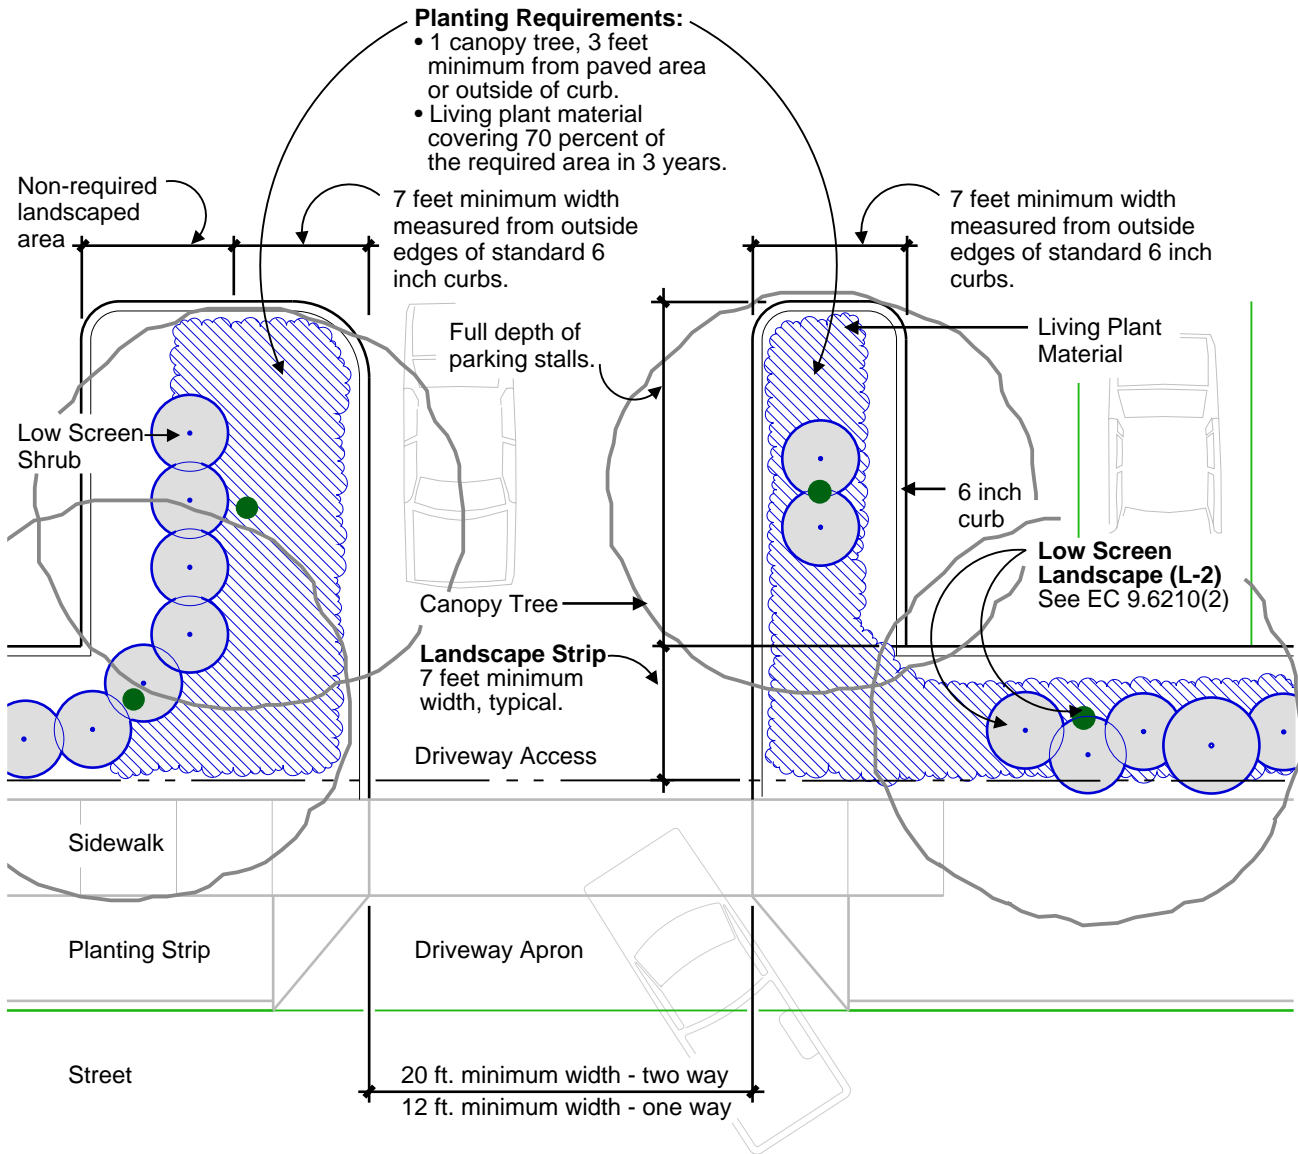 Planting Requirements:
• 1 canopy tree, 3 feet
minimum from paved area
or outside of curb.
• Living plant material
covering 70 percent of
the required area in 3 years.
Non-required
landscaped
area
7 feet minimum width
measured from outside
edges of standard 6
inch curbs.
7 feet minimum width
measured from outside
edges of standard 6 inch
curbs.
Full depth of
parking stalls.
Living Plant
Material
Low Screen
Shrub
6 inch
curb
Low Screen
Landscape (L-2)
See EC 9.6210(2)
Canopy Tree
Landscape Strip
7 feet minimum
width, typical.
Driveway Access
Sidewalk
Planting Strip
Driveway Apron
Street
20 ft. minimum width - two way
12 ft. minimum width - one way